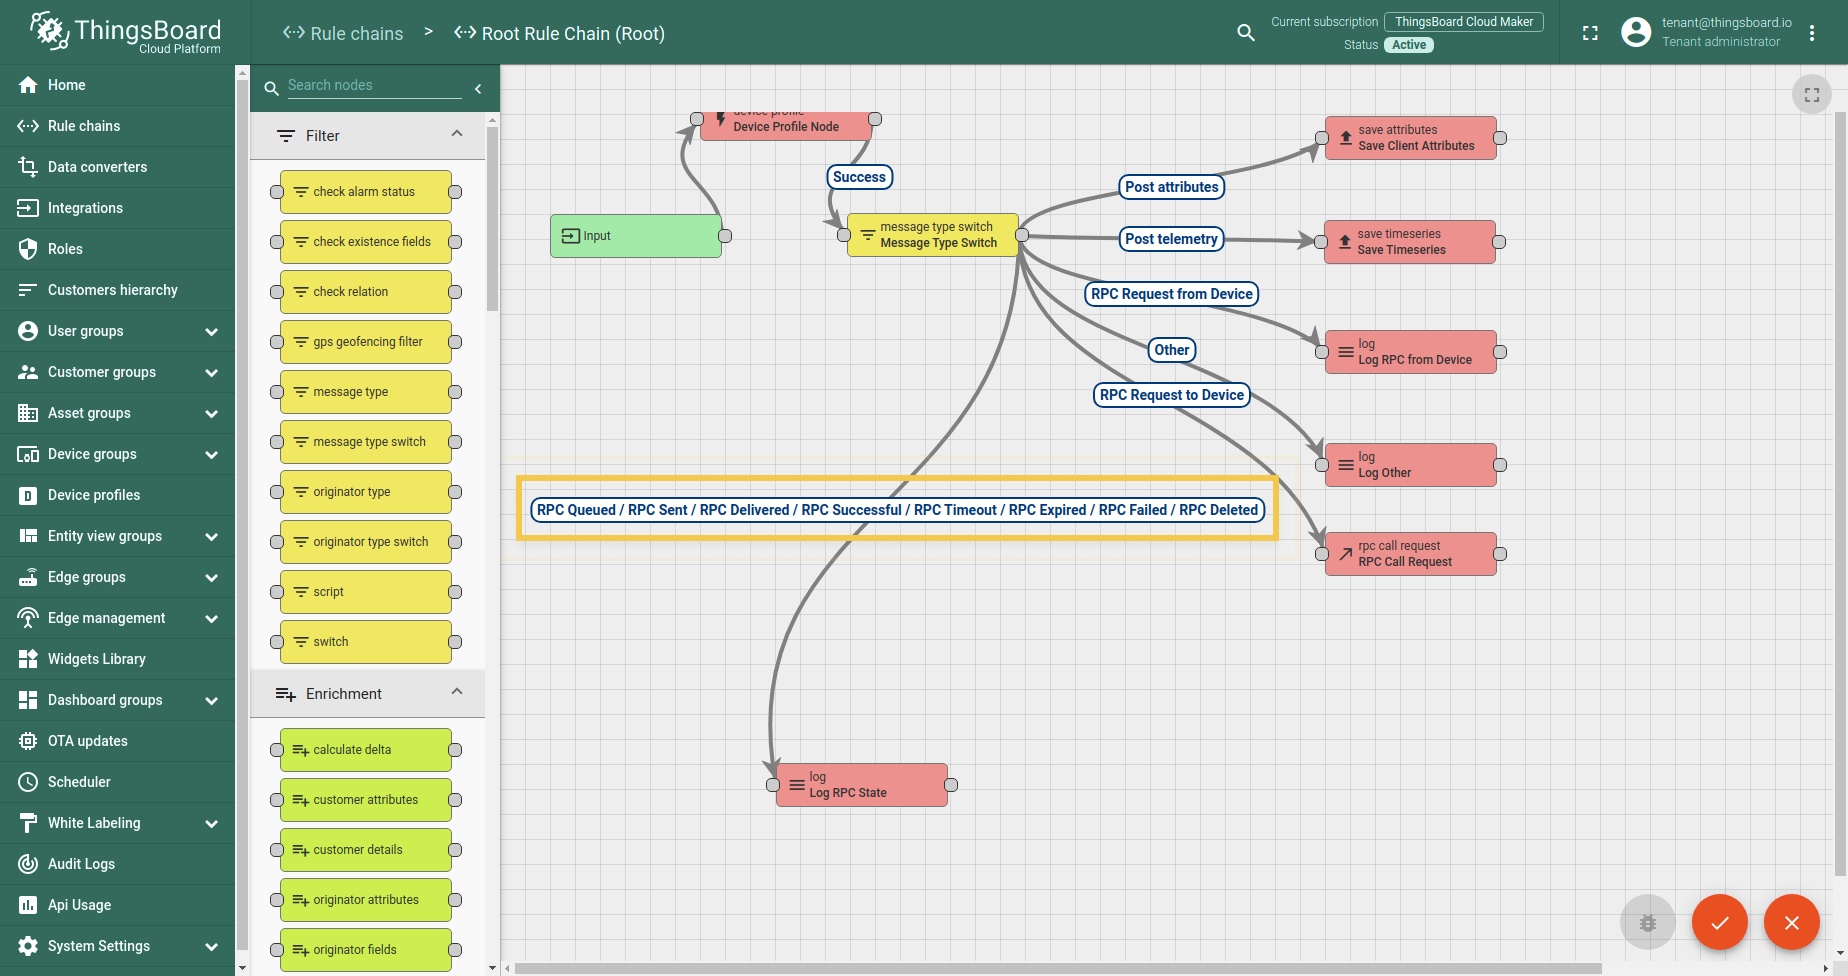 ThingsBoard
Cloud Platform
Rule chains
>
Root Rule Chain (Root)
Current subscription
ThingsBoard Cloud Maker
Status
Active
tenant@thingsboard.io
Tenant administrator
Home
Rule chains
Data converters
Integrations
Roles
Customers hierarchy
User groups
Customer groups
Asset groups
Device groups
Device profiles
Entity view groups
Edge groups
Edge management
Widgets Library
Dashboard groups
OTA updates
Scheduler
White Labeling
Audit Logs
Api Usage
System Settings
Search nodes
Filter
check alarm status
check existence fields
check relation
gps geofencing filter
message type
message type switch
originator type
originator type switch
script
switch
Enrichment
calculate delta
customer attributes
customer details
originator attributes
originator fields
device profile
Device Profile Node
Success
Input
message type switch
Message Type Switch
Post attributes
Post telemetry
RPC Request from Device
Other
RPC Request to Device
RPC Queued / RPC Sent / RPC Delivered / RPC Successful / RPC Timeout / RPC Expired / RPC Failed / RPC Deleted
save attributes
Save Client Attributes
save timeseries
Save Timeseries
log
Log RPC from Device
log
Log Other
rpc call request
RPC Call Request
log
Log RPC State